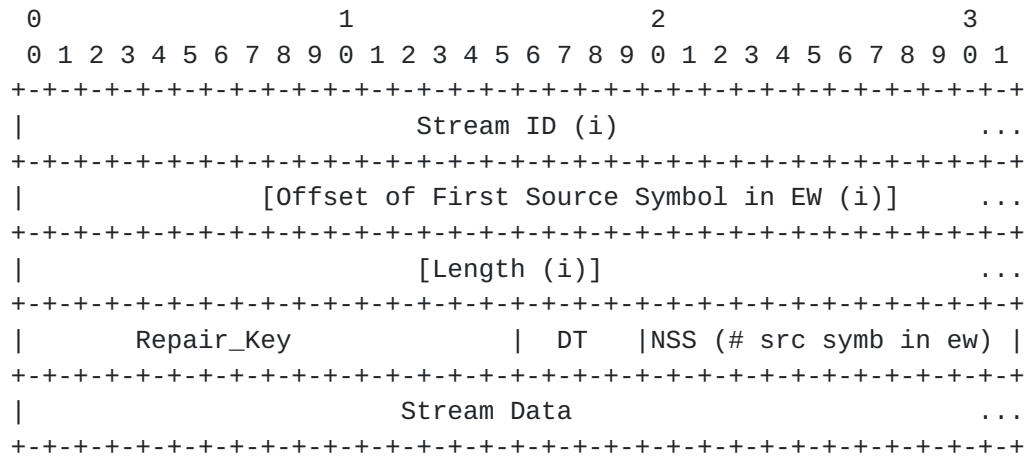 0                   1                   2                   3
 0 1 2 3 4 5 6 7 8 9 0 1 2 3 4 5 6 7 8 9 0 1 2 3 4 5 6 7 8 9 0 1
+-+-+-+-+-+-+-+-+-+-+-+-+-+-+-+-+-+-+-+-+-+-+-+-+-+-+-+-+-+-+-+-+
|                         Stream ID (i)                       ...
+-+-+-+-+-+-+-+-+-+-+-+-+-+-+-+-+-+-+-+-+-+-+-+-+-+-+-+-+-+-+-+-+
|               [Offset of First Source Symbol in EW (i)]     ...
+-+-+-+-+-+-+-+-+-+-+-+-+-+-+-+-+-+-+-+-+-+-+-+-+-+-+-+-+-+-+-+-+
|                         [Length (i)]                        ...
+-+-+-+-+-+-+-+-+-+-+-+-+-+-+-+-+-+-+-+-+-+-+-+-+-+-+-+-+-+-+-+-+
|       Repair_Key              |  DT   |NSS (# src symb in ew) |
+-+-+-+-+-+-+-+-+-+-+-+-+-+-+-+-+-+-+-+-+-+-+-+-+-+-+-+-+-+-+-+-+
|                        Stream Data                          ...
+-+-+-+-+-+-+-+-+-+-+-+-+-+-+-+-+-+-+-+-+-+-+-+-+-+-+-+-+-+-+-+-+